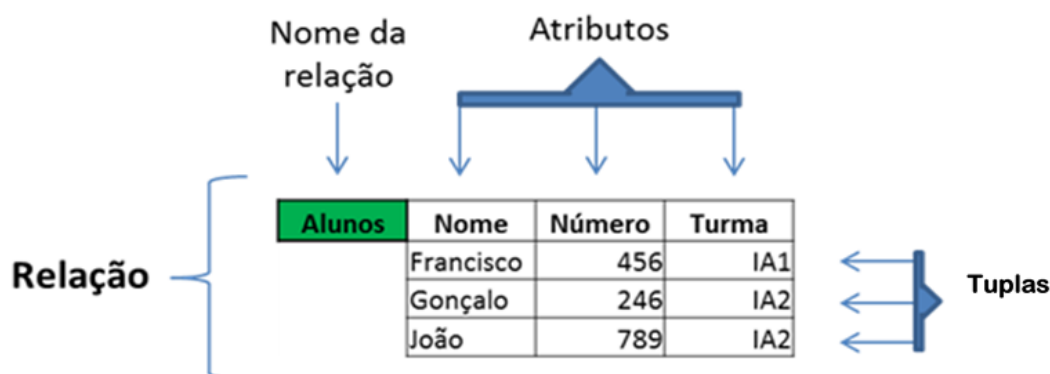 Nome da
relação
Atributos
Alunos Nome Número Turma
Relação
Francisco 456 IA1
Gonçalo 246 IA2
João 789 IA2
Tuplas